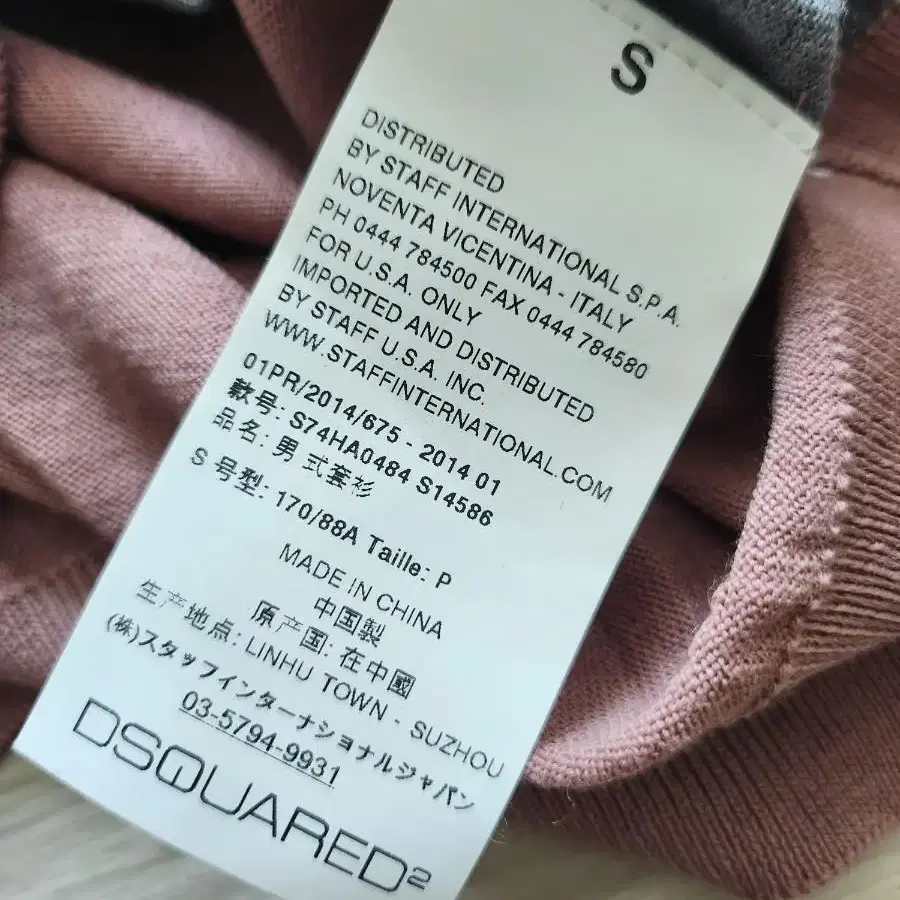 S
DISTRIBUTED
BY STAFF INTERNATIONAL S.P.A.
NOVENTA VICENTINA - ITALY
PH 0444 784500 FAX 0444 784580
FOR U.S.A. ONLY
IMPORTED AND DISTRIBUTED
BY STAFF U.S.A. INC.
WWW.STAFFINTERNATIONAL.COM
01PR/2014/675 - 2014 01
款号: S74HA0484 S14586
品名: 男 式套衫
S 号型: 170/88A Taille: P
MADE IN CHINA
中国製
原产国: 在中國
生产地点: LINHU TOWN - SUZHOU
(株)スタッフインターナショナルジャパン
03-5794-9931
DSQUARED2